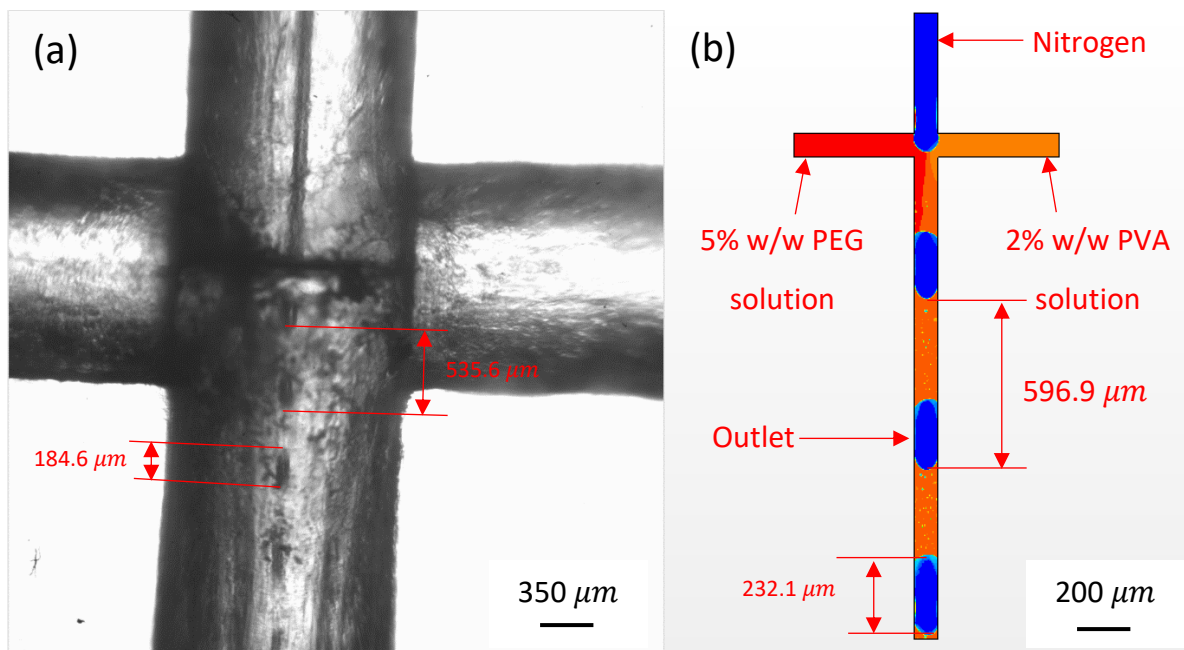 (a)
535.6 μm
184.6 μm
350 μm
(b)
Nitrogen
5% w/w PEG
solution
2% w/w PVA
solution
596.9 μm
Outlet
232.1 μm
200 μm